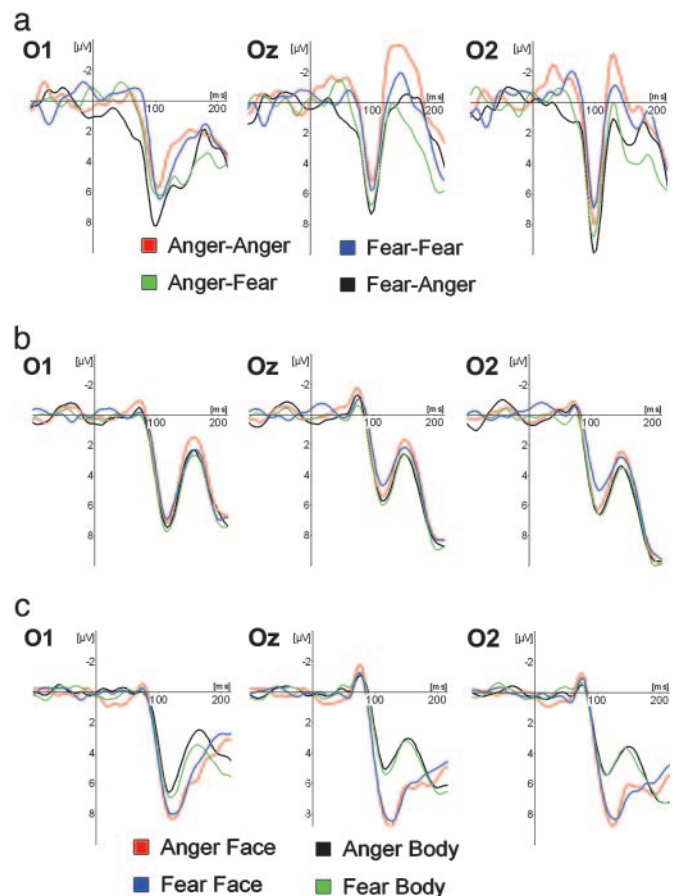 a
O1 [µV] Oz [µV] O2 [µV]
-2 -2 -2
[ms] [ms] [ms]
100 200 100 200 100 200
2 2 2
4 4 4
6 6 6
8 8 8
Anger-Anger Fear-Fear
Anger-Fear Fear-Anger
b
O1 [µV] Oz [µV] O2 [µV]
-2 -2 -2
[ms] [ms] [ms]
100 200 100 200 100 200
2 2 2
4 4 4
6 6 6
8 8 8
c
O1 [µV] Oz [µV] O2 [µV]
-2 -2 -2
[ms] [ms] [ms]
100 200 100 200 100 200
2 2 2
4 4 4
6 6 6
8 8 8
Anger Face Anger Body
Fear Face Fear Body